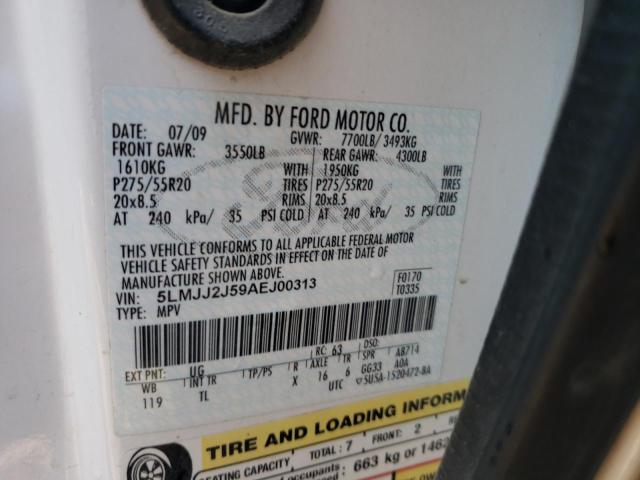 MFD. BY FORD MOTOR CO.
DATE: 07/09 GVWR: 7700LB/ 3493KG
FRONT GAWR: 3550LB REAR GAWR: 4300LB
1610KG WITH 1950KG WITH
P275/55R20 TIRES P275/55R20 TIRES
20x8.5 RIMS 20x8.5 RIMS
AT 240 kPa/ 35 PSI COLD AT 240 kPa/ 35 PSI COLD
THIS VEHICLE CONFORMS TO ALL APPLICABLE FEDERAL MOTOR
VEHICLE SAFETY STANDARDS IN EFFECT ON THE DATE OF
MANUFACTURE SHOWN ABOVE.
VIN: 5LMJJ2J59AEJ00313 F0170
TYPE: MPV T0335
EXT PNT: UG RC: 63 DSO:
WB INT TR TP/PS R AXLE TR SPR AB714
119 TL X 16 6 GG33 A0A
UTC 5U5A-1520472-BA
TIRE AND LOADING INFORM
SEATING CAPACITY TOTAL: 7 FRONT: 2
occupants 663 kg or 146